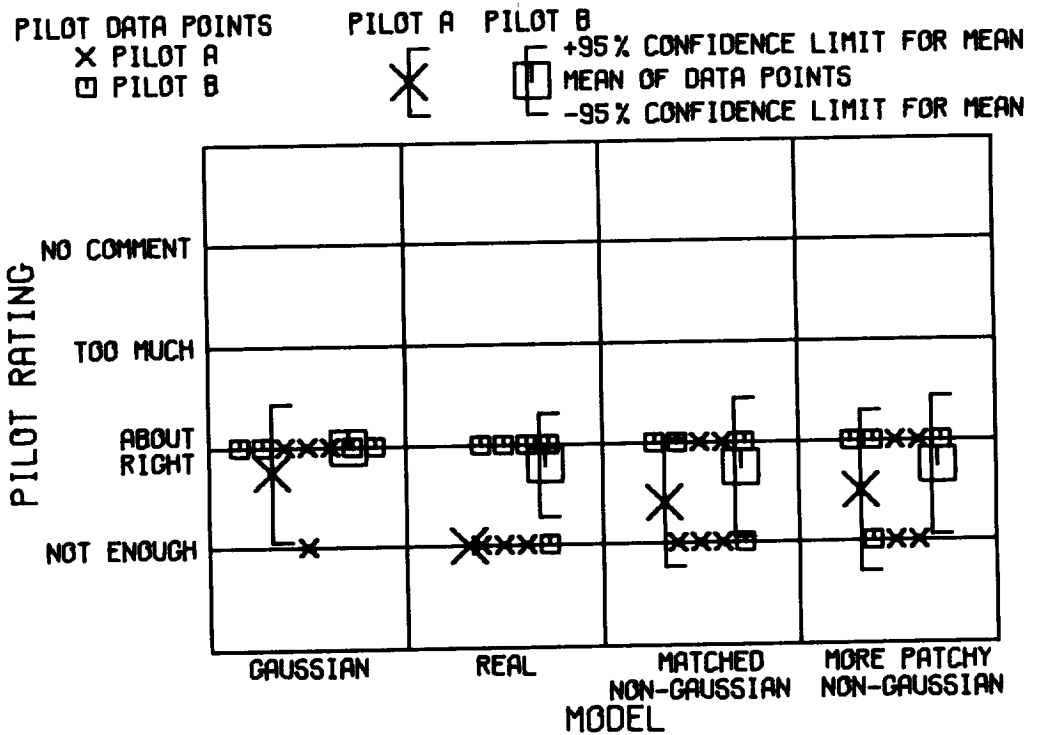 PILOT DATA POINTS
PILOT A
PILOT B
PILOT A PILOT B
+95% CONFIDENCE LIMIT FOR MEAN
MEAN OF DATA POINTS
-95% CONFIDENCE LIMIT FOR MEAN
PILOT RATING
NO COMMENT
TOO MUCH
ABOUT
RIGHT
NOT ENOUGH
GAUSSIAN
REAL
MATCHED
NON-GAUSSIAN
MORE PATCHY
NON-GAUSSIAN
MODEL